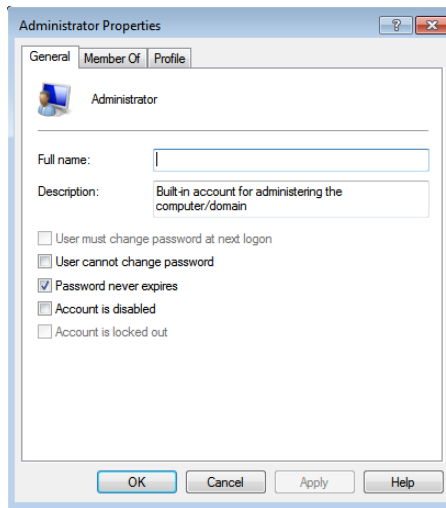 Administrator Properties
?
General Member Of Profile
Administrator
Full name:
Description: Built-in account for administering the
computer/domain
User must change password at next logon
User cannot change password
Password never expires
Account is disabled
Account is locked out
OK Cancel Apply Help